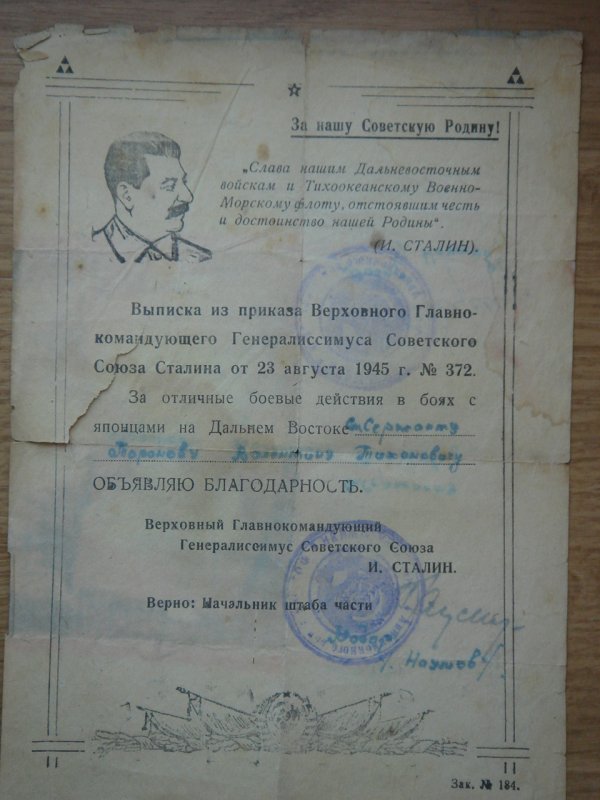 За нашу Советскую Родину!
„Слава нашим Дальневосточным
войскам и Тихоокеанскому Военно-
Морскому флоту, отстоявшим честь
и достоинство нашей Родины“.
(И. СТАЛИН).
Выписка из приказа Верховного Главно-
командующего Генералиссимуса Советского
Союза Сталина от 23 августа 1945 г. № 372.
За отличные боевые действия в боях с
японцами на Дальнем Востоке Сержанту
Тихоновичу
ОБЪЯВЛЯЮ БЛАГОДАРНОСТЬ.
Верховный Главнокомандующий
Генералиссимус Советского Союза
И. СТАЛИН.
Верно: Начальник штаба части
Наумов
Зак. № 184.